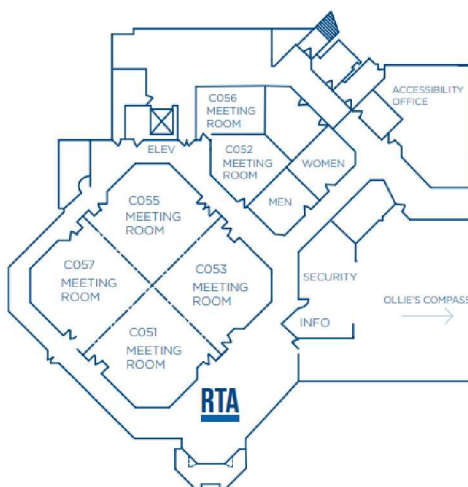 ACCESSIBILITY
OFFICE
C056
MEETING
ROOM
ELEV
C052
MEETING
ROOM
WOMEN
MEN
C055
MEETING
ROOM
C057
MEETING
ROOM
C053
MEETING
ROOM
SECURITY
OLLIE'S COMPASS
INFO
C051
MEETING
ROOM
RTA